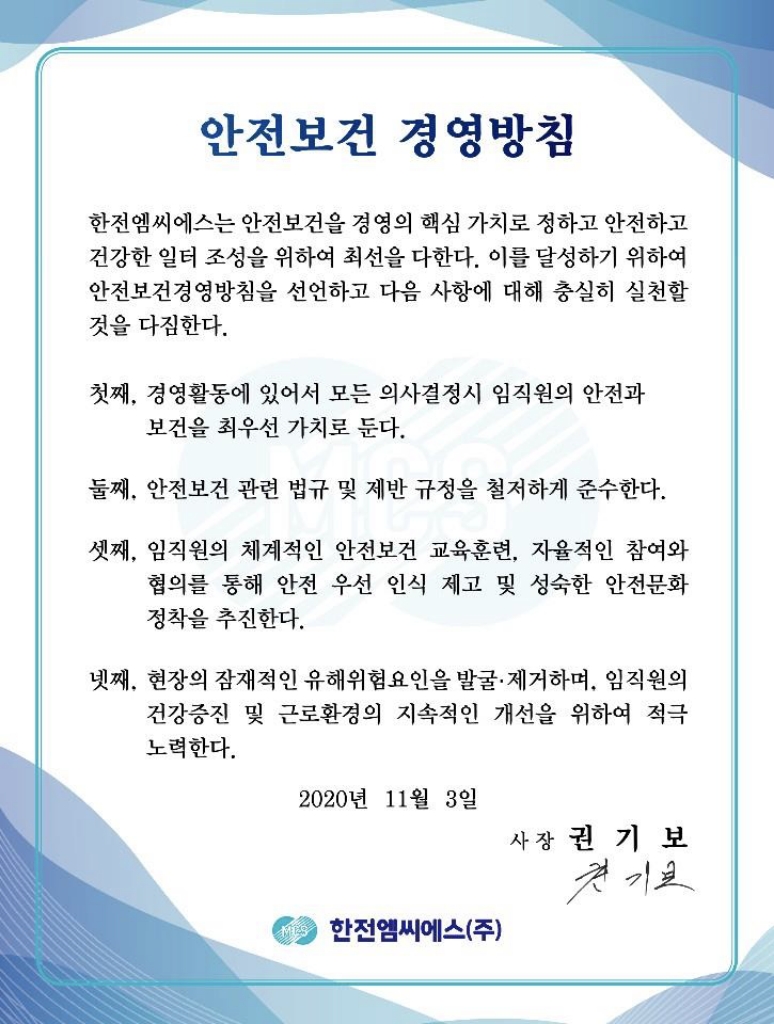 안전보건 경영방침
한전엠씨에스는 안전보건을 경영의 핵심 가치로 정하고 안전하고
건강한 일터 조성을 위하여 최선을 다한다. 이를 달성하기 위하여
안전보건경영방침을 선언하고 다음 사항에 대해 충실히 실천할
것을 다짐한다.
첫째, 경영활동에 있어서 모든 의사결정시 임직원의 안전과
보건을 최우선 가치로 둔다.
둘째, 안전보건 관련 법규 및 제반 규정을 철저하게 준수한다.
셋째, 임직원의 체계적인 안전보건 교육훈련, 자율적인 참여와
협의를 통해 안전 우선 인식 제고 및 성숙한 안전문화
정착을 추진한다.
넷째, 현장의 잠재적인 유해위험요인을 발굴·제거하며, 임직원의
건강증진 및 근로환경의 지속적인 개선을 위하여 적극
노력한다.
2020년 11월 3일
사장 권 기 보
권기보
MCS 한전엠씨에스(주)
MCS